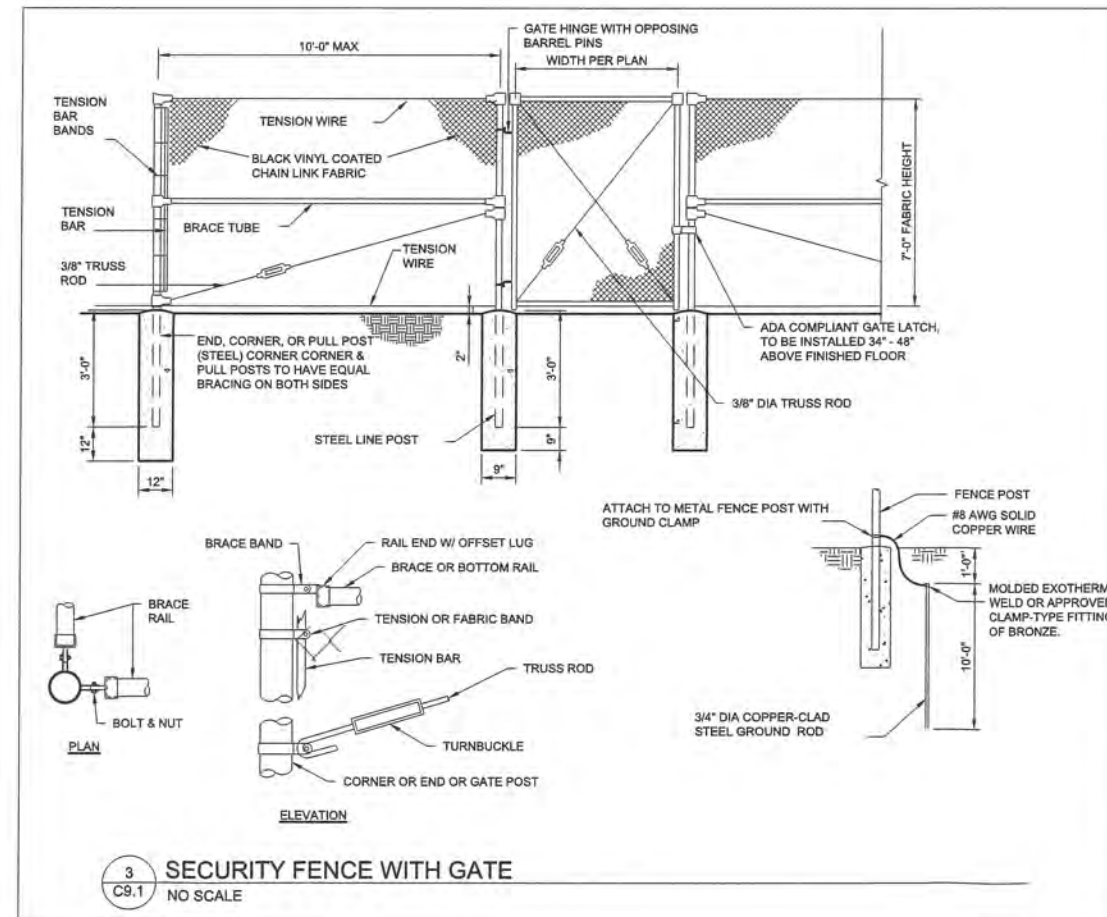 GATE HINGE WITH OPPOSING
BARREL PINS
10'-0" MAX
WIDTH PER PLAN
TENSION
BAR
BANDS
TENSION WIRE
BLACK VINYL COATED
CHAIN LINK FABRIC
7'-0" FABRIC HEIGHT
TENSION
BAR
BRACE TUBE
TENSION
WIRE
3/8" TRUSS
ROD
END, CORNER, OR PULL POST
(STEEL) CORNER CORNER &
PULL POSTS TO HAVE EQUAL
BRACING ON BOTH SIDES
2"
ADA COMPLIANT GATE LATCH,
TO BE INSTALLED 34" - 48"
ABOVE FINISHED FLOOR
3'-0"
3'-0"
3/8" DIA TRUSS ROD
STEEL LINE POST
12"
9"
12"
9"
ATTACH TO METAL FENCE POST WITH
GROUND CLAMP
FENCE POST
#8 AWG SOLID
COPPER WIRE
1'-0"
MOLDED EXOTHERM
WELD OR APPROVED
CLAMP-TYPE FITTING
OF BRONZE.
10'-0"
3/4" DIA COPPER-CLAD
STEEL GROUND ROD
BRACE BAND
RAIL END W/ OFFSET LUG
BRACE OR BOTTOM RAIL
TENSION OR FABRIC BAND
TENSION BAR
TRUSS ROD
TURNBUCKLE
CORNER OR END OR GATE POST
ELEVATION
BRACE
RAIL
BOLT & NUT
PLAN
3
C9.1
SECURITY FENCE WITH GATE
NO SCALE